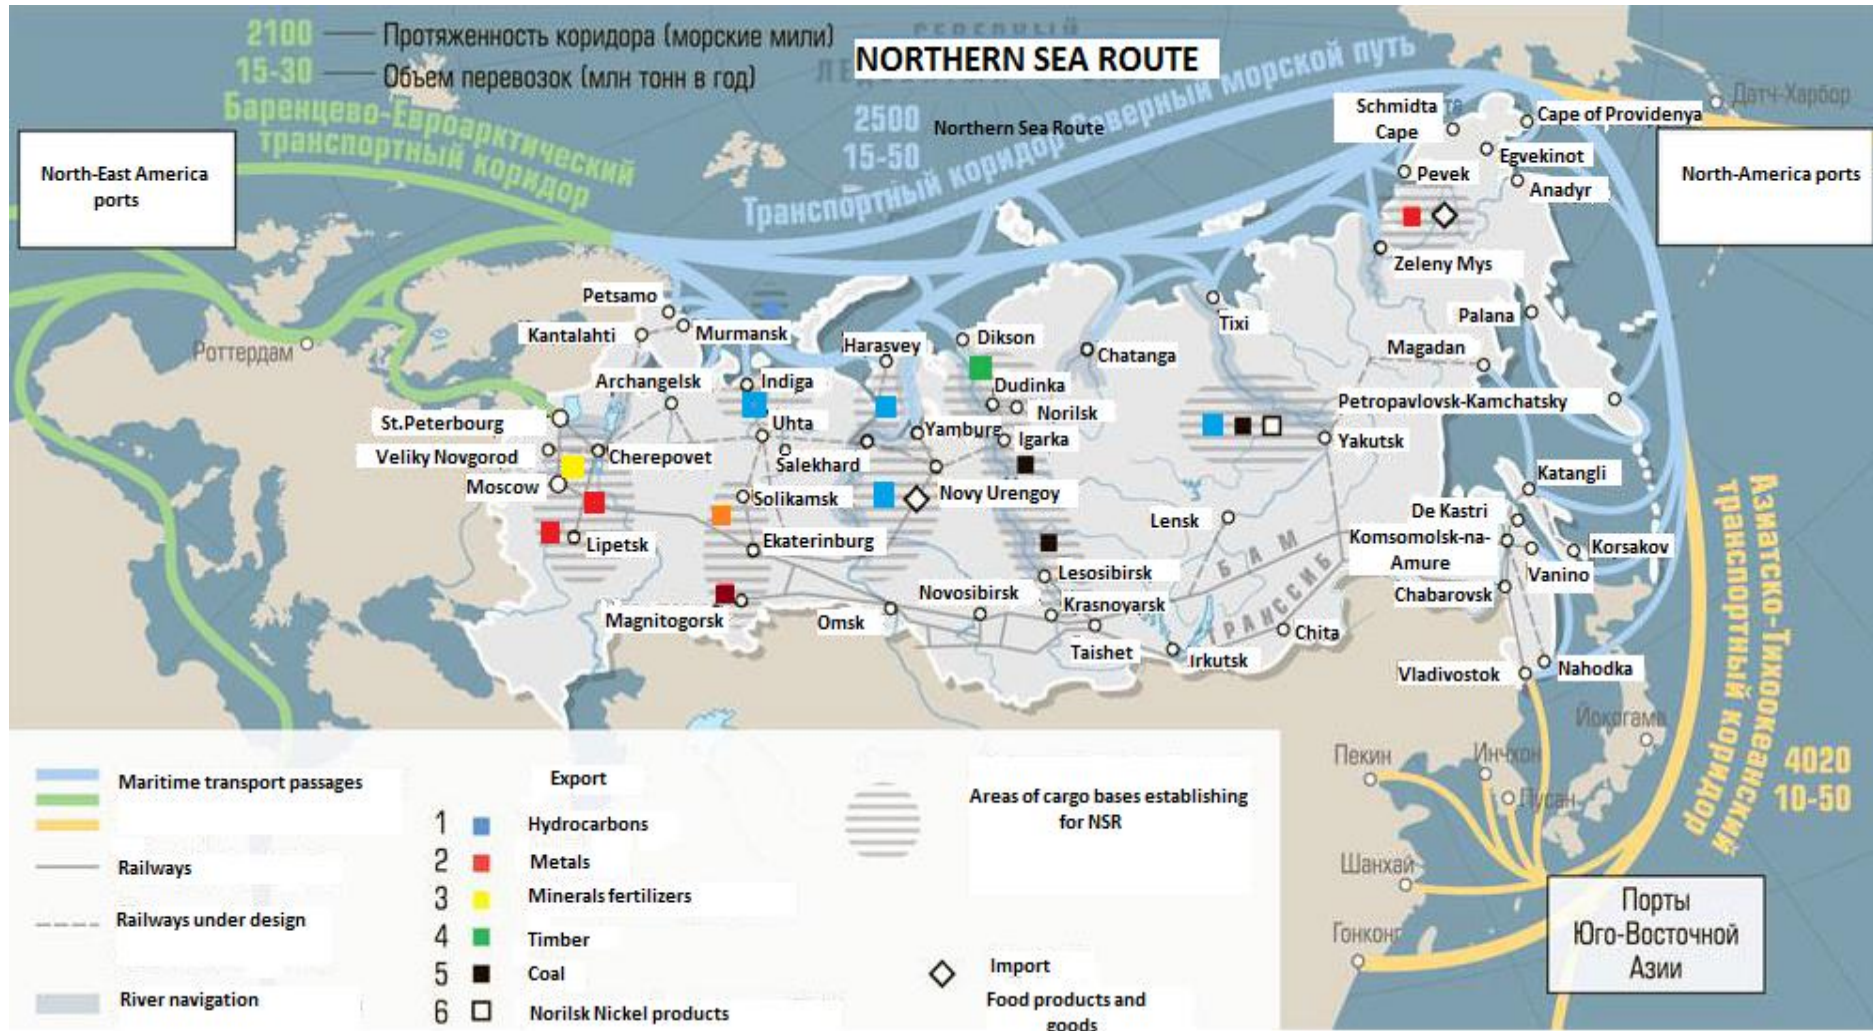 2100
Протяженность коридора (морские мили)
15-30
Объем перевозок (млн тонн в год)
Баренцево-Евроарктический
транспортный коридор
NORTHERN SEA ROUTE
2500
15-50
Northern Sea Route
Транспортный коридор Северный морской путь
Датч-Харбор
North-East America
ports
North-America ports
Schmidta
Cape
Cape of Providenya
Egvekinot
Pevek
Anadyr
Zeleny Mys
Petsamo
Murmansk
Kantalahti
Роттердам
Harasvey
Dikson
Tixi
Chatanga
Palana
Magadan
Archangelsk
Indiga
Dudinka
Norilsk
Petropavlovsk-Kamchatsky
St.Peterbourg
Uhta
Yamburg
Igarka
Yakutsk
Veliky Novgorod
Cherepovet
Salekhard
Moscow
Solikamsk
Novy Urengoy
Katangli
Lensk
De Kastri
Lipetsk
Ekaterinburg
Komsomolsk-na-
Amure
Korsakov
Vanino
Lesosibirsk
БАМ
Chabarovsk
Novosibirsk
Krasnoyarsk
Magnitogorsk
Omsk
ТРАНССИБ
Chita
Taishet
Irkutsk
Vladivostok
Nahodka
Азиатско-Тихоокеанский
транспортный коридор
4020
10-50
Йокогама
Пекин
Инчхон
Пусан
Шанхай
Гонконг
Порты
Юго-Восточной
Азии
Maritime transport passages
Railways
Railways under design
River navigation
Export
1 Hydrocarbons
2 Metals
3 Minerals fertilizers
4 Timber
5 Coal
6 Norilsk Nickel products
Areas of cargo bases establishing
for NSR
Import
Food products and
goods